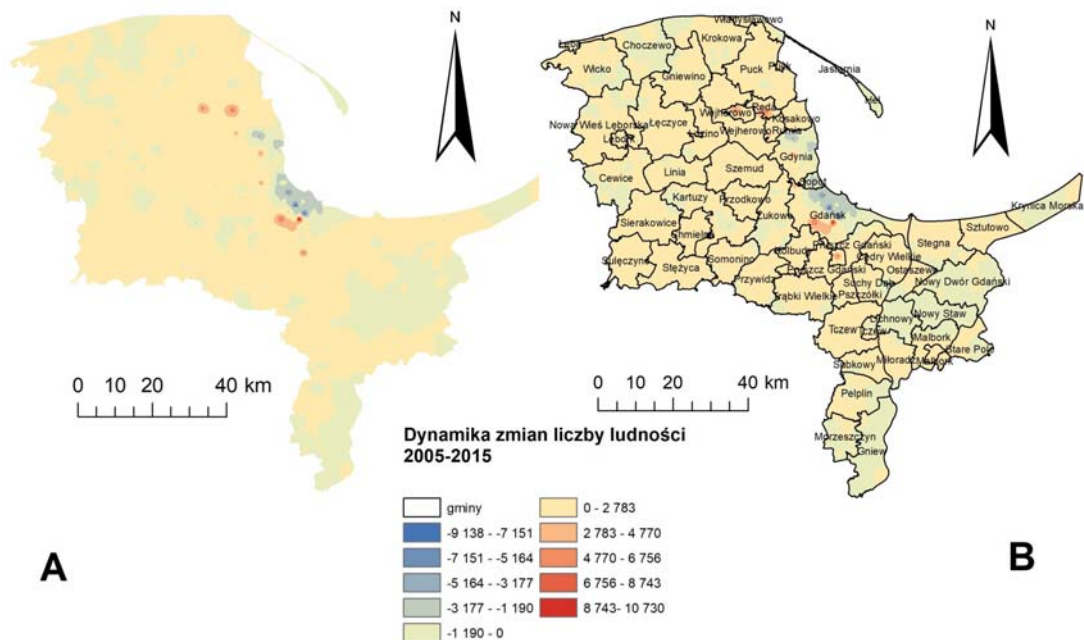 N
N
0 10 20 40 km
0 10 20 40 km
Władysławowo
Łeba
Choczewo
Krokowa
Wicko
Gniewino
Puck
Puck
Jastarnia
Hel
Reda
Wejherowo
Kosakowo
Nowa Wieś Lęborska
Łęczyce
Rumia
Lębork
Luzino
Wejherowo
Gdynia
Cewice
Linia
Szemud
Sopot
Kartuzy
Przodkowo
Krynica Morska
Sierakowice
Żukowo
Gdańsk
Sztutowo
Chmielno
Stegna
Kolbudy
Pruszcz Gdański
Cedry Wielkie
Sulęczyno
Somonino
Stężyca
Przywidz
Pruszcz Gdański
Ostaszewo
Suchy Dąb
Nowy Dwór Gdański
Trąbki Wielkie
Pszczółki
Lichnowy
Nowy Staw
Tczew
Tczew
Malbork
Stare Pole
Miłoradz
Malbork
Subkowy
Pelplin
Morzeszczyn
Gniew
Dynamika zmian liczby ludności
2005-2015
gminy
-9 138 - -7 151
-7 151 - -5 164
-5 164 - -3 177
-3 177 - -1 190
-1 190 - 0
0 - 2 783
2 783 - 4 770
4 770 - 6 756
6 756 - 8 743
8 743- 10 730
A
B